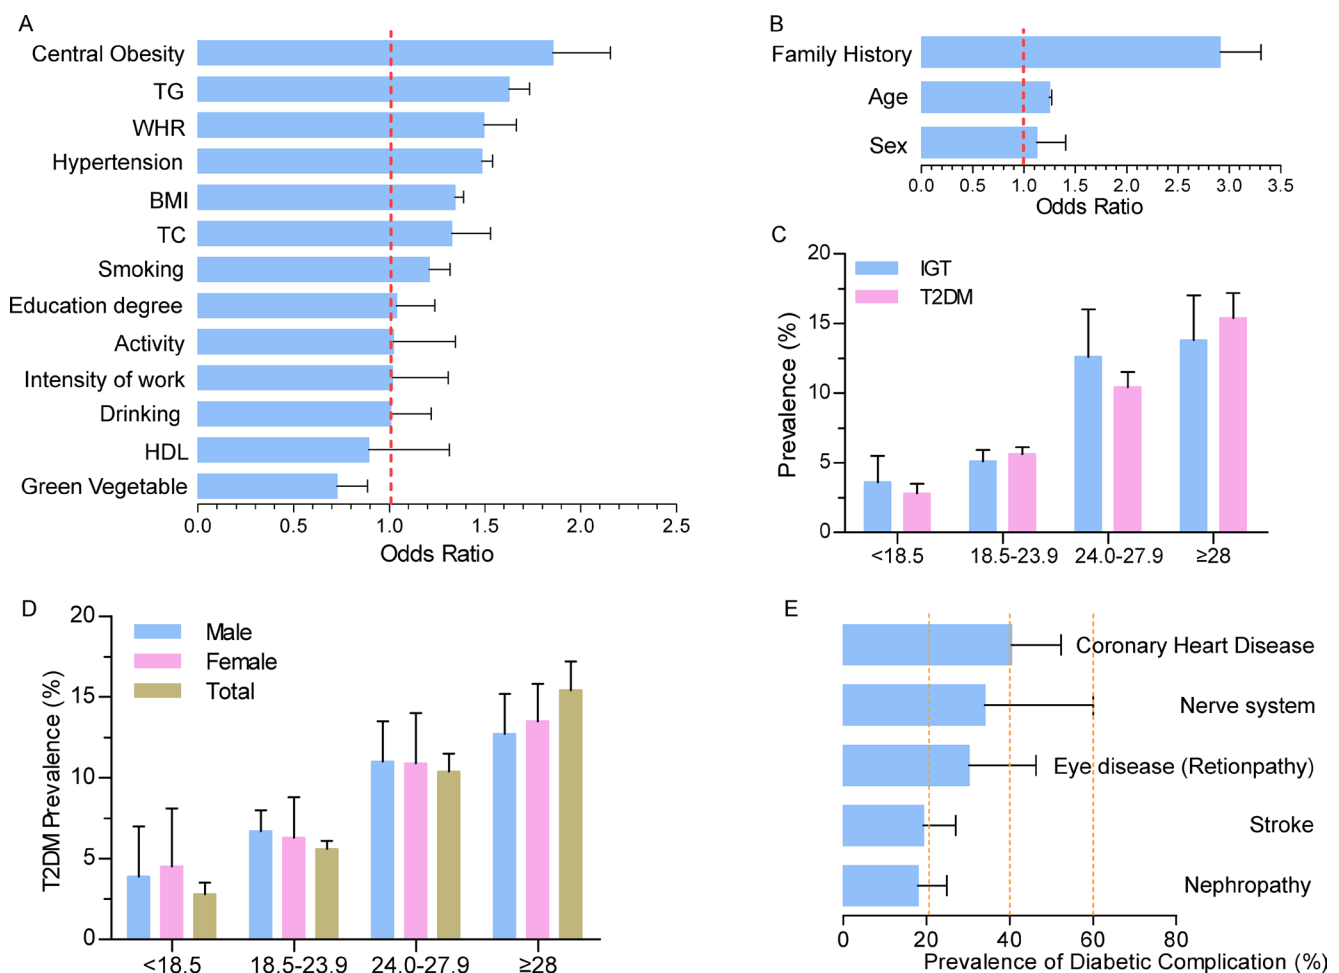 A
Central Obesity
TG
WHR
Hypertension
BMI
TC
Smoking
Education degree
Activity
Intensity of work
Drinking
HDL
Green Vegetable
0.0 0.5 1.0 1.5 2.0 2.5
Odds Ratio
B
Family History
Age
Sex
0.0 0.5 1.0 1.5 2.0 2.5 3.0 3.5
Odds Ratio
C
IGT
T2DM
Prevalence (%)
20
15
10
5
0
<18.5 18.5-23.9 24.0-27.9 ≥28
D
Male
Female
Total
T2DM Prevalence (%)
20
15
10
5
0
<18.5 18.5-23.9 24.0-27.9 ≥28
E
Coronary Heart Disease
Nerve system
Eye disease (Retionpathy)
Stroke
Nephropathy
0 20 40 60 80
Prevalence of Diabetic Complication (%)